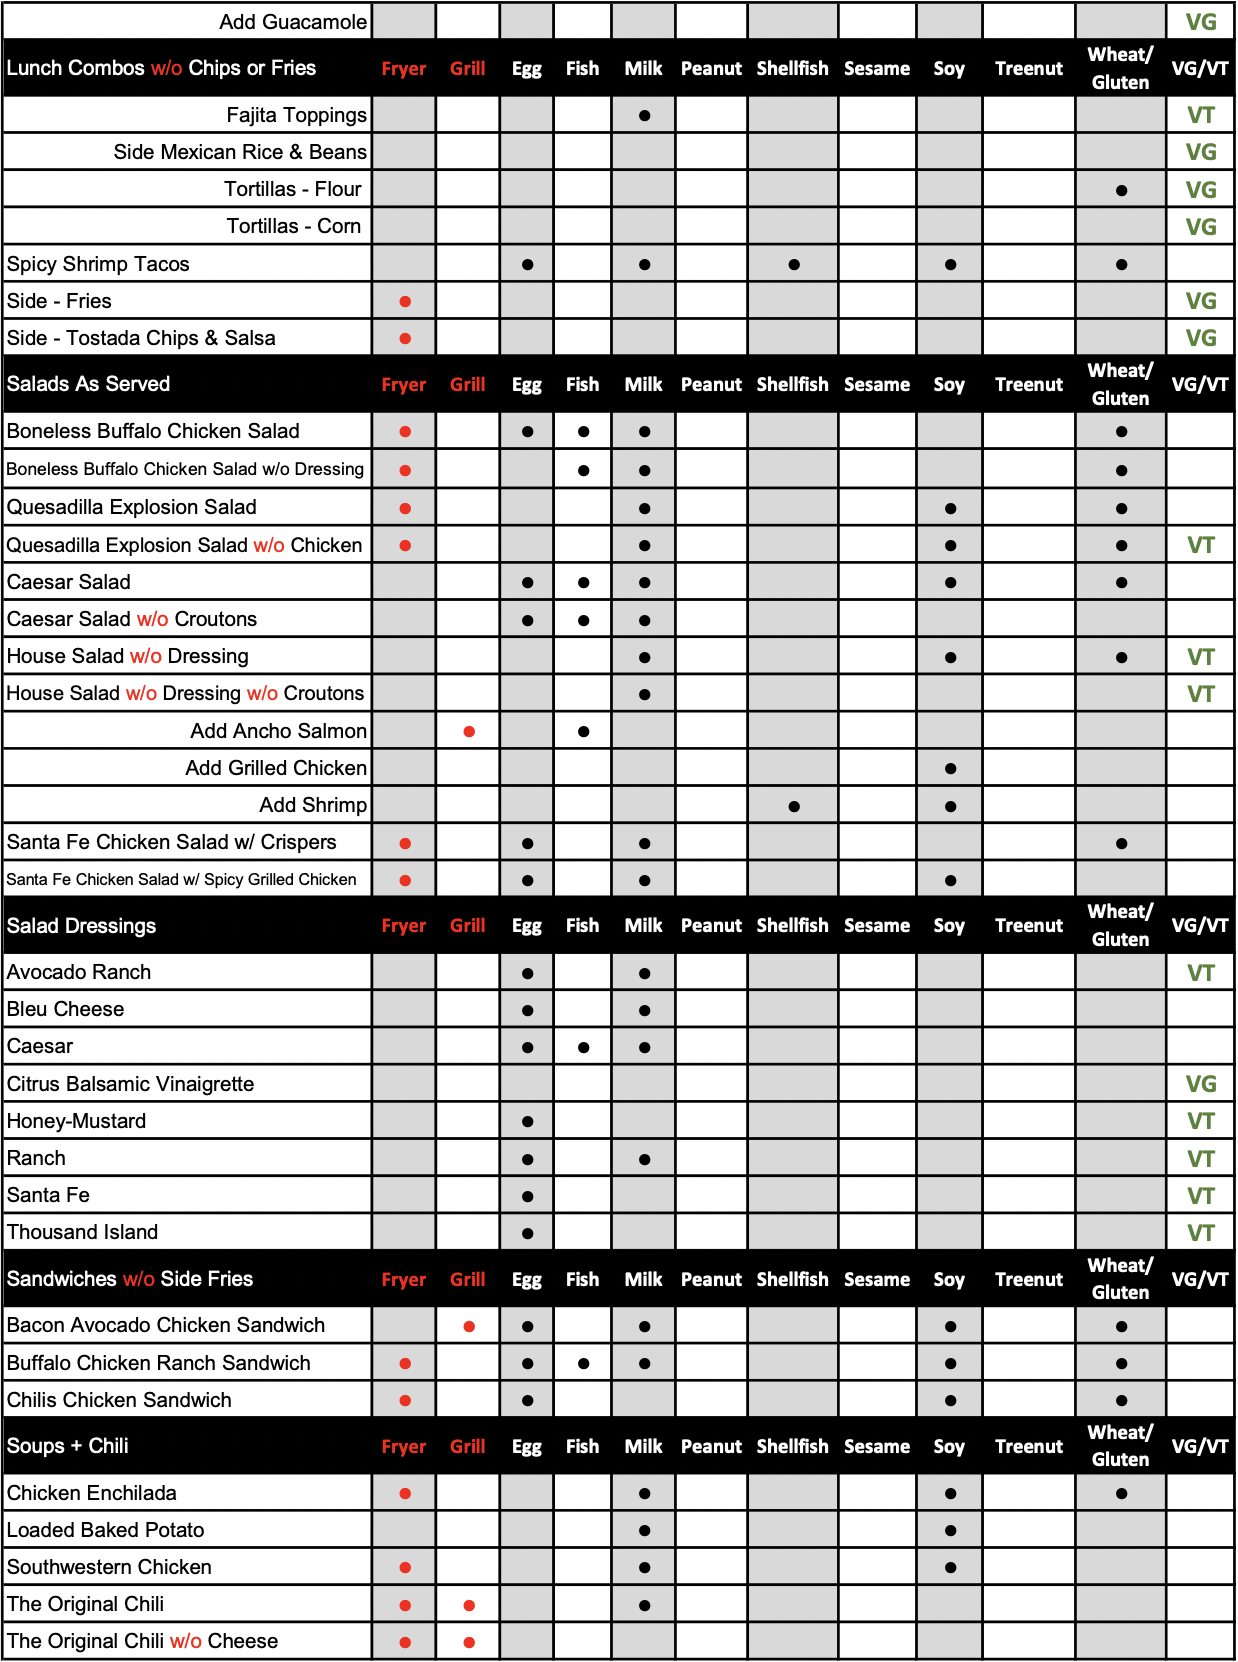 Add Guacamole VG
Lunch Combos w/o Chips or Fries Fryer Grill Egg Fish Milk Peanut Shellfish Sesame Soy Treenut Wheat/ Gluten VG/VT
Fajita Toppings ● VT
Side Mexican Rice & Beans VG
Tortillas - Flour ● VG
Tortillas - Corn VG
Spicy Shrimp Tacos ● ● ● ● ●
Side - Fries ● VG
Side - Tostada Chips & Salsa ● VG
Salads As Served Fryer Grill Egg Fish Milk Peanut Shellfish Sesame Soy Treenut Wheat/ Gluten VG/VT
Boneless Buffalo Chicken Salad ● ● ● ● ●
Boneless Buffalo Chicken Salad w/o Dressing ● ● ● ●
Quesadilla Explosion Salad ● ● ● ●
Quesadilla Explosion Salad w/o Chicken ● ● ● ● VT
Caesar Salad ● ● ● ● ●
Caesar Salad w/o Croutons ● ● ●
House Salad w/o Dressing ● ● ● VT
House Salad w/o Dressing w/o Croutons ● VT
Add Ancho Salmon ● ●
Add Grilled Chicken ●
Add Shrimp ● ●
Santa Fe Chicken Salad w/ Crispers ● ● ● ●
Santa Fe Chicken Salad w/ Spicy Grilled Chicken ● ● ● ●
Salad Dressings Fryer Grill Egg Fish Milk Peanut Shellfish Sesame Soy Treenut Wheat/ Gluten VG/VT
Avocado Ranch ● ● VT
Bleu Cheese ● ●
Caesar ● ● ●
Citrus Balsamic Vinaigrette VG
Honey-Mustard ● VT
Ranch ● ● VT
Santa Fe ● VT
Thousand Island ● VT
Sandwiches w/o Side Fries Fryer Grill Egg Fish Milk Peanut Shellfish Sesame Soy Treenut Wheat/ Gluten VG/VT
Bacon Avocado Chicken Sandwich ● ● ● ● ●
Buffalo Chicken Ranch Sandwich ● ● ● ● ● ●
Chilis Chicken Sandwich ● ● ● ●
Soups + Chili Fryer Grill Egg Fish Milk Peanut Shellfish Sesame Soy Treenut Wheat/ Gluten VG/VT
Chicken Enchilada ● ● ● ●
Loaded Baked Potato ● ●
Southwestern Chicken ● ● ●
The Original Chili ● ● ●
The Original Chili w/o Cheese ● ●